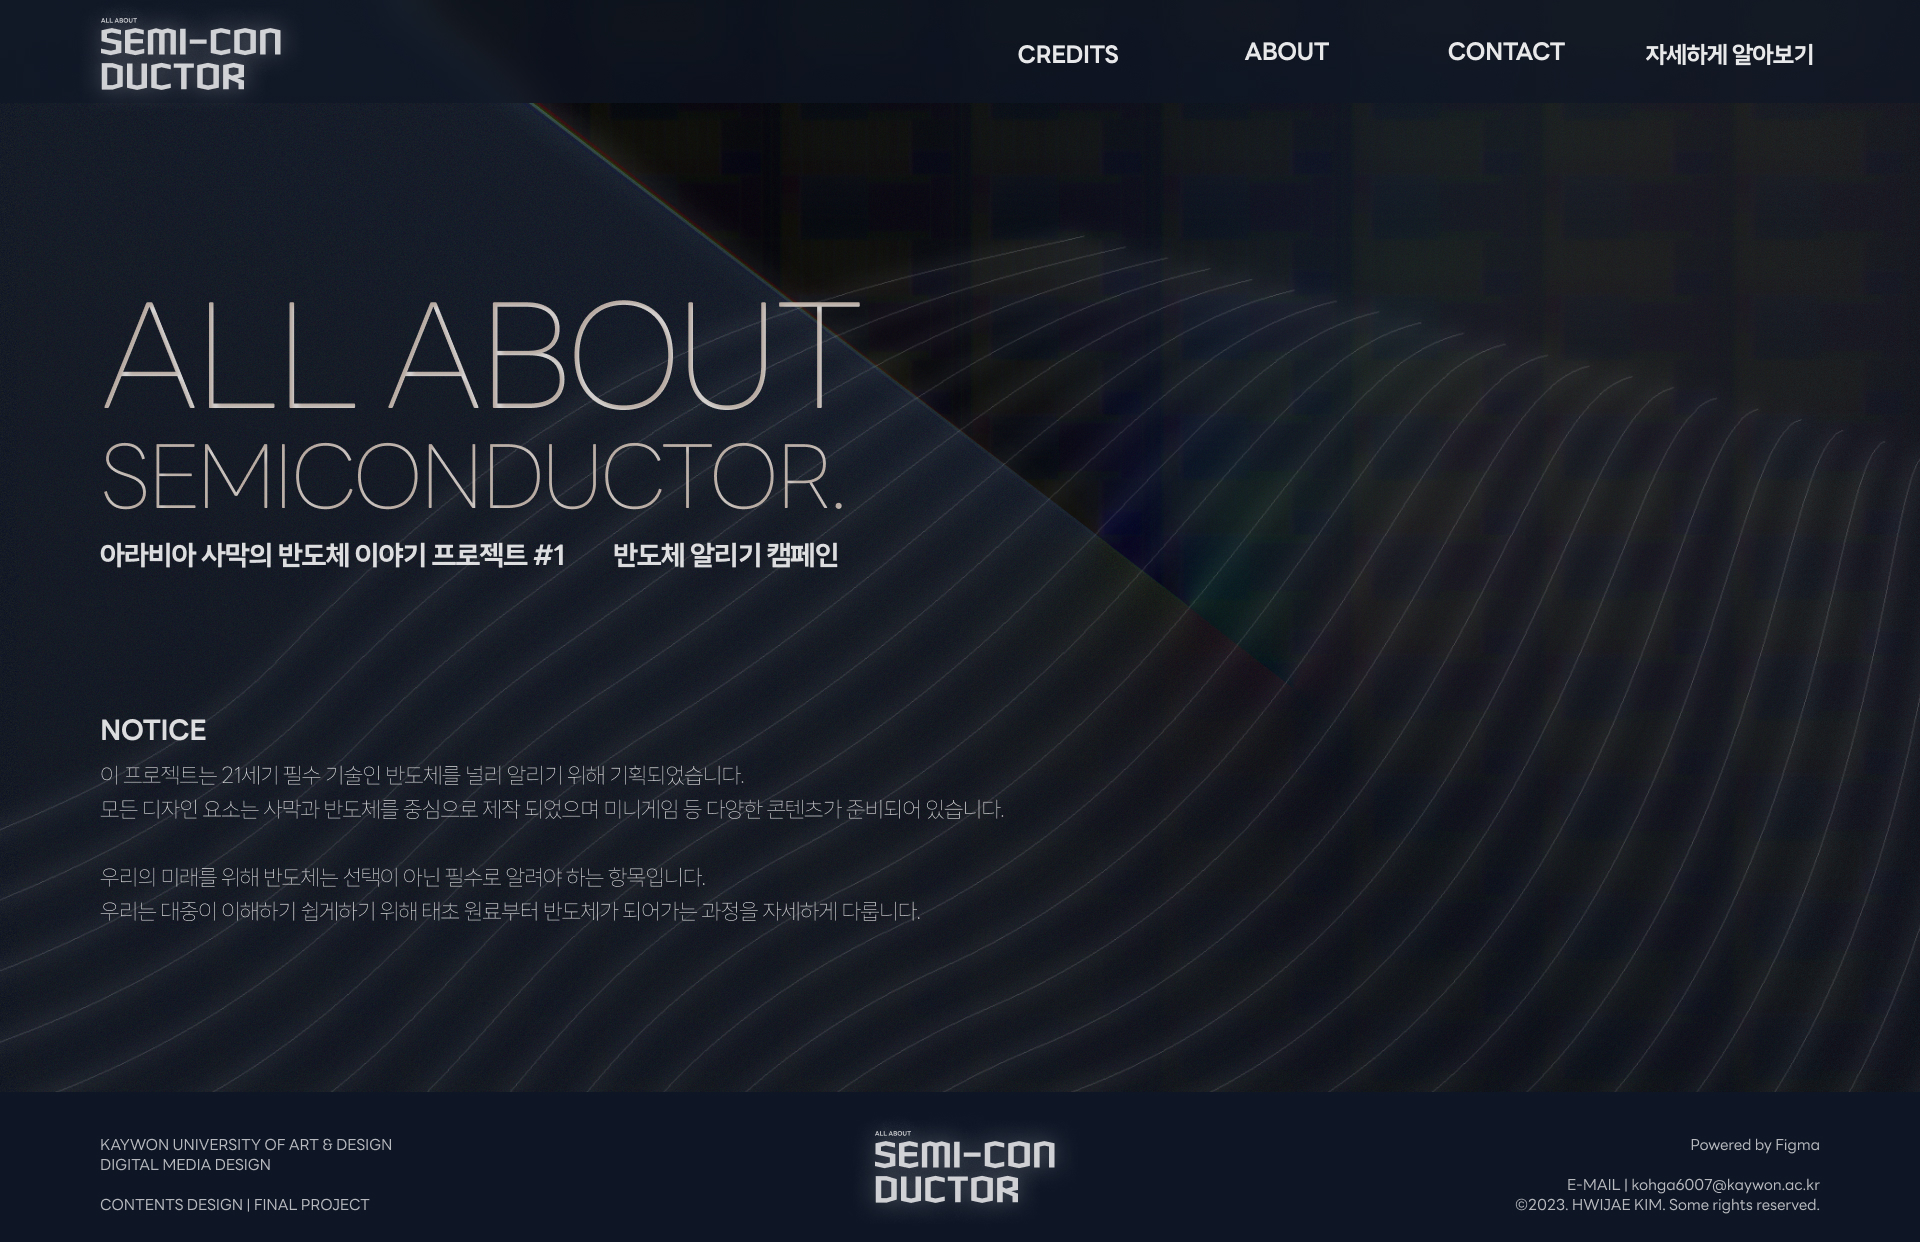 ALL ABOUT
SEMI-CON
DUCTOR
CREDITS
ABOUT
CONTACT
자세하게 알아보기
ALL ABOUT
SEMICONDUCTOR.
아라비아 사막의 반도체 이야기 프로젝트 #1 반도체 알리기 캠페인
NOTICE
이 프로젝트는 21세기 필수 기술인 반도체를 널리 알리기 위해 기획되었습니다.
모든 디자인 요소는 사막과 반도체를 중심으로 제작 되었으며 미니게임 등 다양한 콘텐츠가 준비되어 있습니다.
우리의 미래를 위해 반도체는 선택이 아닌 필수로 알려야 하는 항목입니다.
우리는 대중이 이해하기 쉽게하기 위해 태초 원료부터 반도체가 되어가는 과정을 자세하게 다룹니다.
KAYWON UNIVERSITY OF ART & DESIGN
DIGITAL MEDIA DESIGN
CONTENTS DESIGN | FINAL PROJECT
ALL ABOUT
SEMI-CON
DUCTOR
Powered by Figma
E-MAIL | kohga6007@kaywon.ac.kr
©2023. HWIJAE KIM. Some rights reserved.